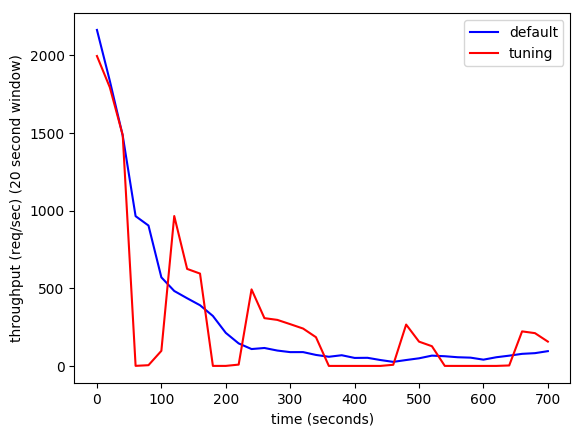 default
tuning
2000
1500
1000
500
0
throughput (req/sec) (20 second window)
0 100 200 300 400 500 600 700
time (seconds)